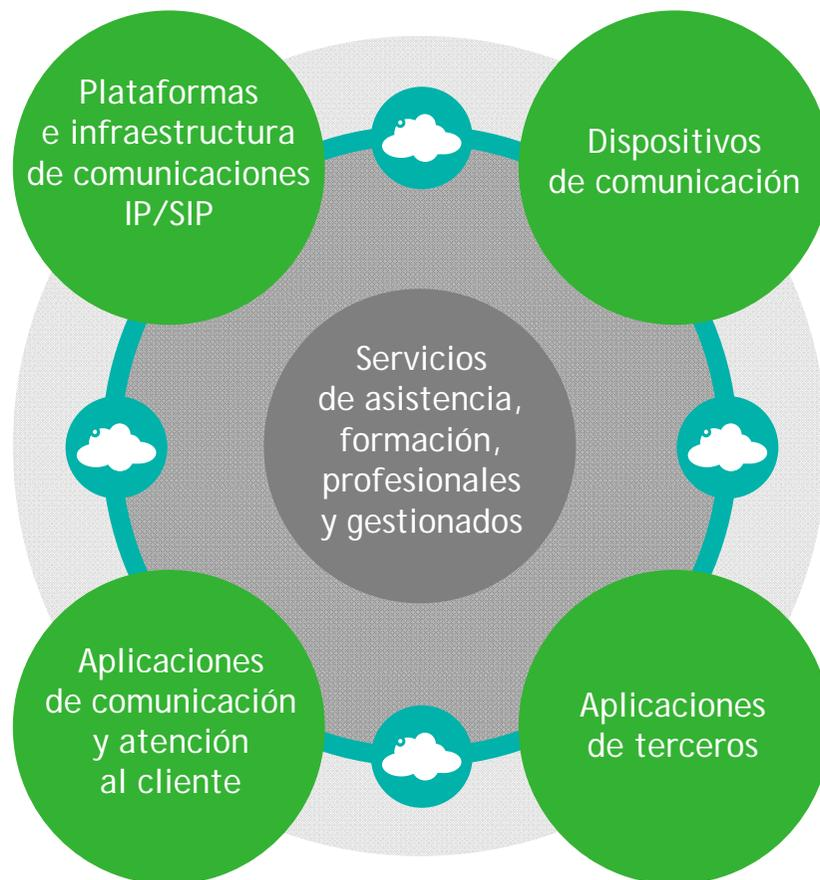 Plataformas
e infraestructura
de comunicaciones
IP/SIP
Dispositivos
de comunicación
Servicios
de asistencia,
formación,
profesionales
y gestionados
Aplicaciones
de comunicación
y atención
al cliente
Aplicaciones
de terceros